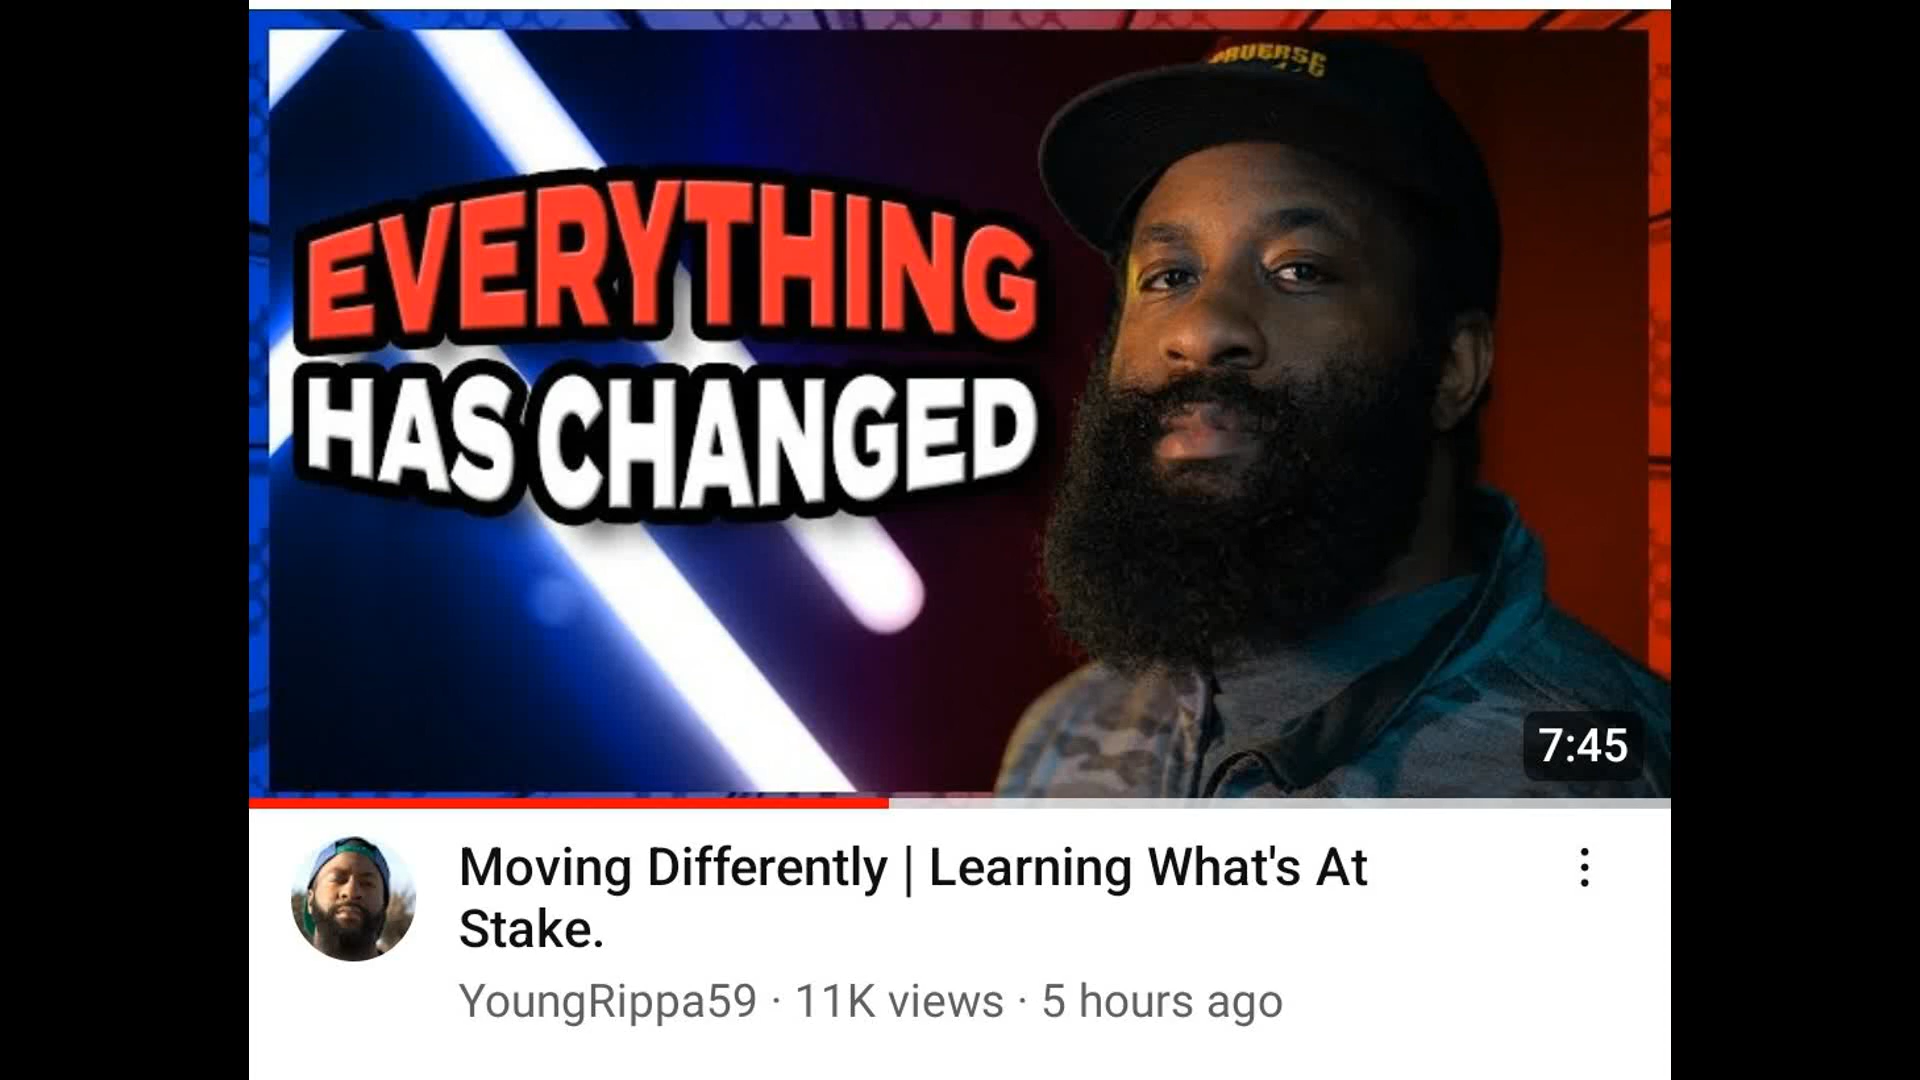 EVERYTHING
HAS CHANGED
7:45
Moving Differently | Learning What's At
Stake.
YoungRippa59 · 11K views · 5 hours ago